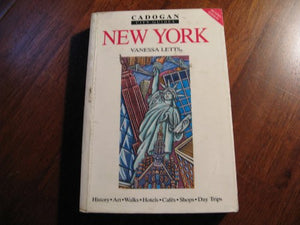 CADOGAN
CITY GUIDES
NEW YORK
VANESSA LETTS
History • Art • Walks • Hotels • Cafés • Shops • Day Trips